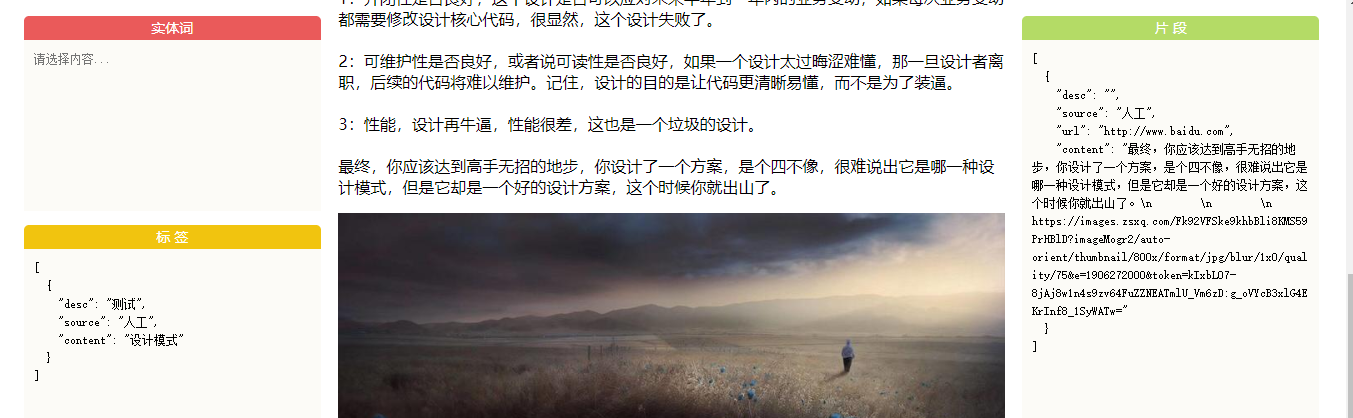 实体词
请选择内容...
标 签
[
{
"desc": "测试",
"source": "人工",
"content": "设计模式"
}
]
都需要修改设计核心代码，很显然，这个设计失败了。
2：可维护性是否良好，或者说可读性是否良好，如果一个设计太过晦涩难懂，那一旦设计者离
职，后续的代码将难以维护。记住，设计的目的是让代码更清晰易懂，而不是为了装逼。
3：性能，设计再牛逼，性能很差，这也是一个垃圾的设计。
最终，你应该达到高手无招的地步，你设计了一个方案，是个四不像，很难说出它是哪一种设
计模式，但是它却是一个好的设计方案，这个时候你就出山了。
片 段
[
{
"desc": "",
"source": "人工",
"url": "http://www.baidu.com",
"content": "最终，你应该达到高手无招的地
步，你设计了一个方案，是个四不像，很难说出它是
哪一种设计模式，但是它却是一个好的设计方案，这
个时候你就出山了。\n \n \n
https://images.zsxq.com/Fk92VFSke9khbBli8KMS59
PrHBlD?imageMogr2/auto-
orient/thumbnail/800x/format/jpg/blur/1x0/qual
ity/75&e=1906272000&token=kIxbL07-
8jAj8w1n4s9zv64FuZZNEATmlU_Vm6zD:g_oVYcB3xlG4E
KrInf8_1SyWATw="
}
]